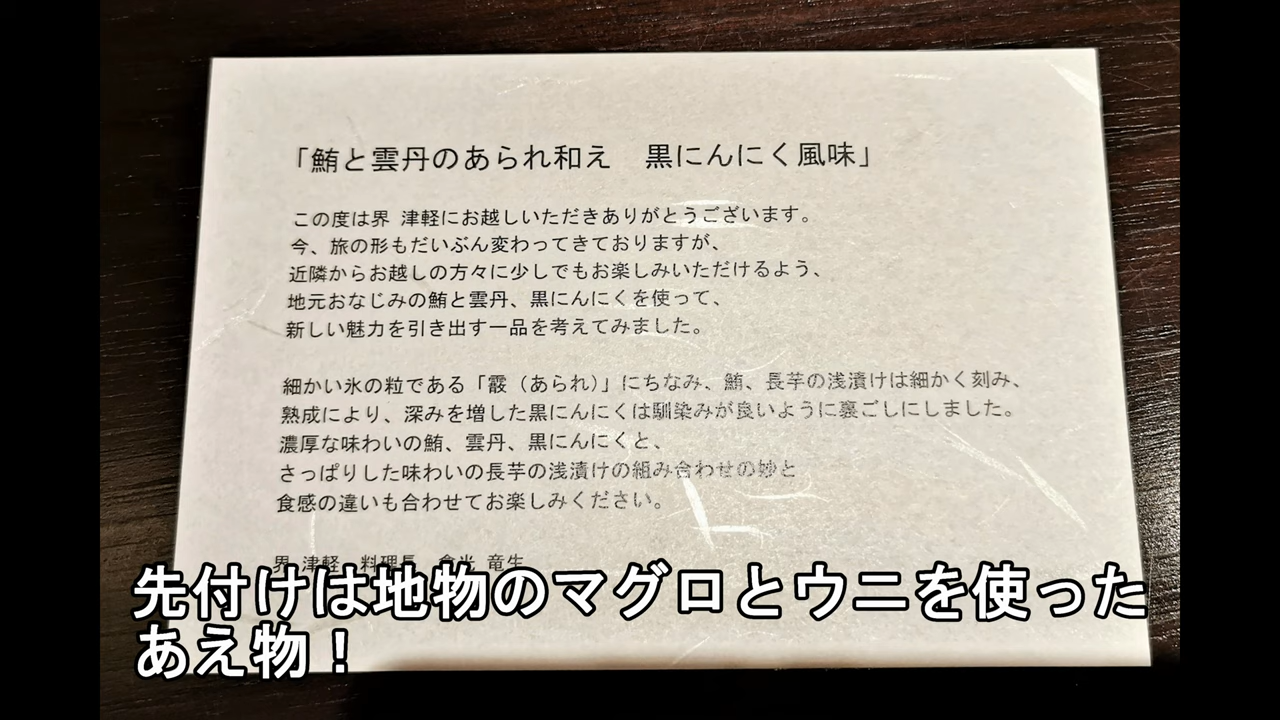 「鮪と雲丹のあられ和え　黒にんにく風味」
この度は界 津軽にお越しいただきありがとうございます。
今、旅の形もだいぶん変わってきておりますが、
近隣からお越しの方々に少しでもお楽しみいただけるよう、
地元おなじみの鮪と雲丹、黒にんにくを使って、
新しい魅力を引き出す一品を考えてみました。
細かい氷の粒である「霰（あられ）」にちなみ、鮪、長芋の浅漬けは細かく刻み、
熟成により、深みを増した黒にんにくは馴染みが良いように裏ごしにしました。
濃厚な味わいの鮪、雲丹、黒にんにくと、
さっぱりした味わいの長芋の浅漬けの組み合わせの妙と
食感の違いも合わせてお楽しみください。
界 津軽　料理長　竜生
先付けは地物のマグロとウニを使った
あえ物！